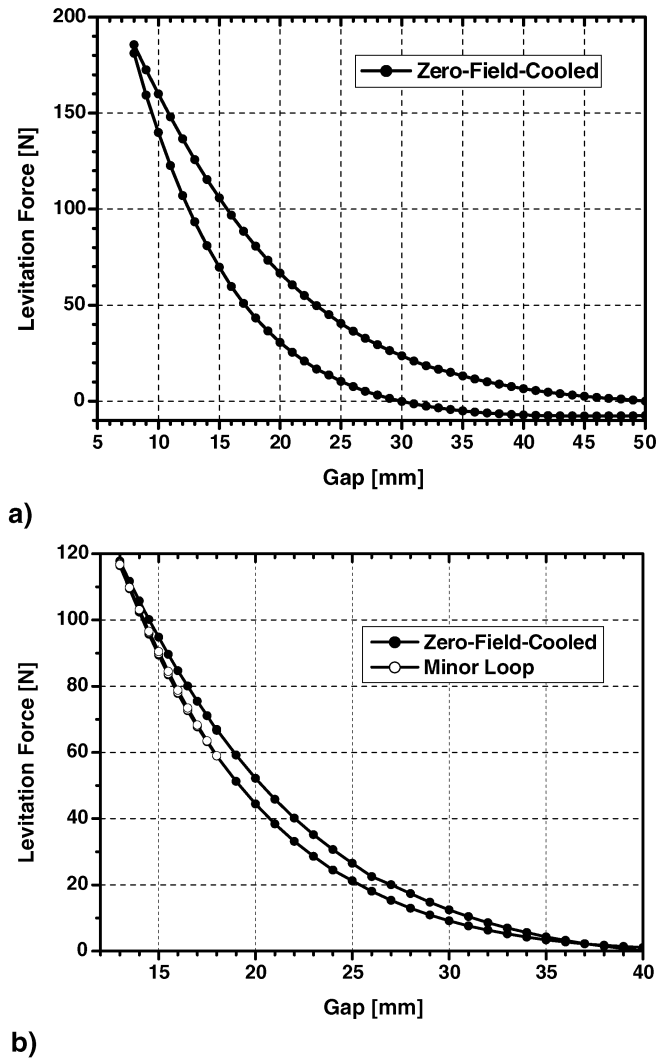 200
150
100
50
0
Levitation Force [N]
Zero-Field-Cooled
5 10 15 20 25 30 35 40 45 50
Gap [mm]
a)
120
100
80
60
40
20
0
Levitation Force [N]
Zero-Field-Cooled
Minor Loop
15 20 25 30 35 40
Gap [mm]
b)